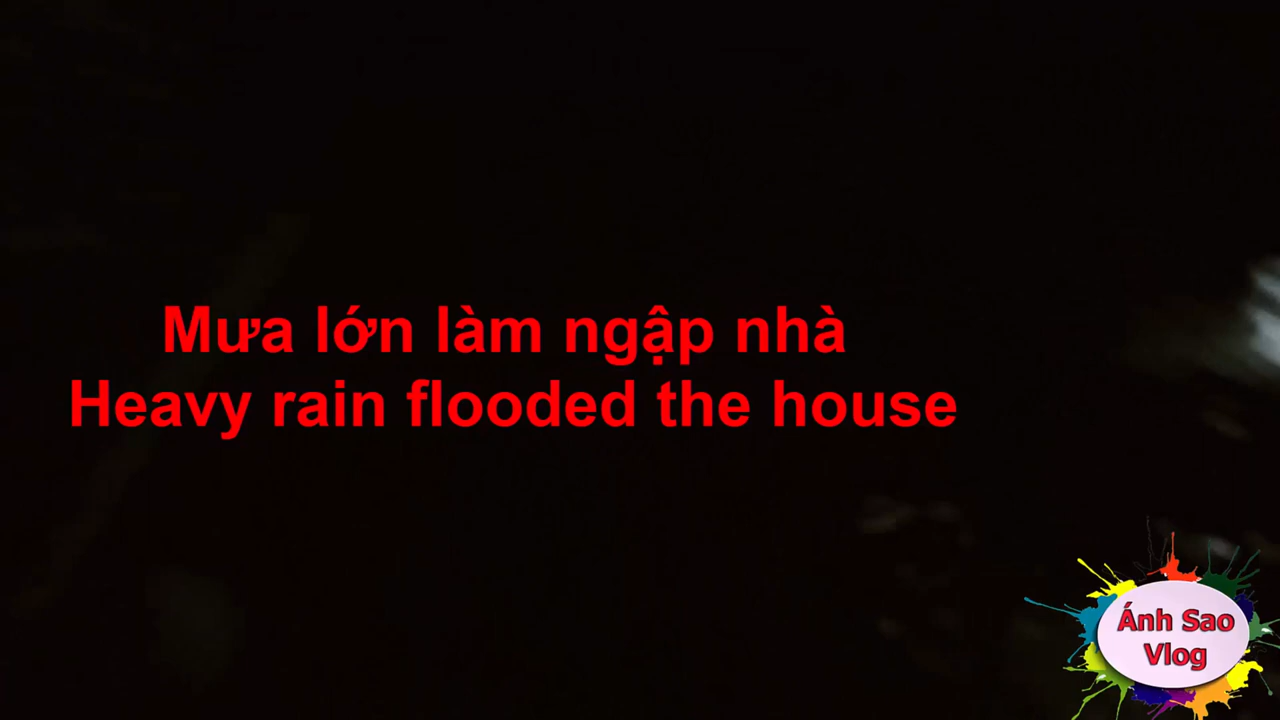 Mưa lớn làm ngập nhà
Heavy rain flooded the house
Ánh Sao
Vlog